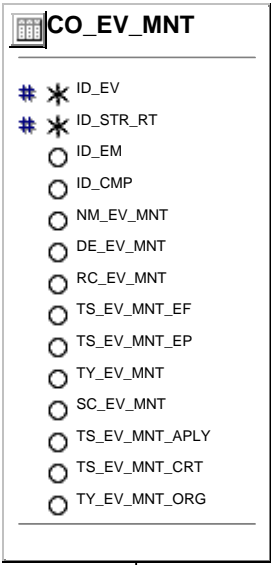 CO_EV_MNT
# * ID_EV
# * ID_STR_RT
ID_EM
ID_CMP
NM_EV_MNT
DE_EV_MNT
RC_EV_MNT
TS_EV_MNT_EF
TS_EV_MNT_EP
TY_EV_MNT
SC_EV_MNT
TS_EV_MNT_APLY
TS_EV_MNT_CRT
TY_EV_MNT_ORG